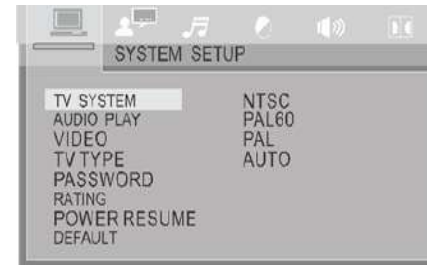 SYSTEM SETUP
TV SYSTEM NTSC
AUDIO PLAY PAL60
VIDEO PAL
TV TYPE AUTO
PASSWORD
RATING
POWER RESUME
DEFAULT